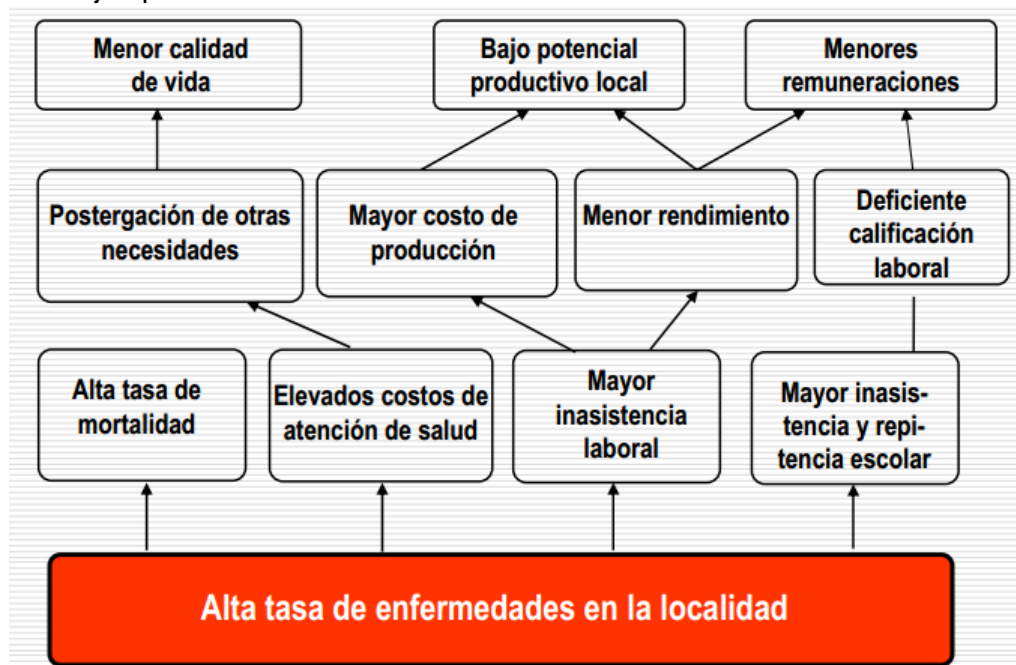 Menor calidad
de vida
Bajo potencial
productivo local
Menores
remuneraciones
Postergación de otras
necesidades
Mayor costo de
producción
Menor rendimiento
Deficiente
calificación
laboral
Alta tasa de
mortalidad
Elevados costos de
atención de salud
Mayor
inasistencia
laboral
Mayor inasis-
tencia y repi-
tencia escolar
Alta tasa de enfermedades en la localidad